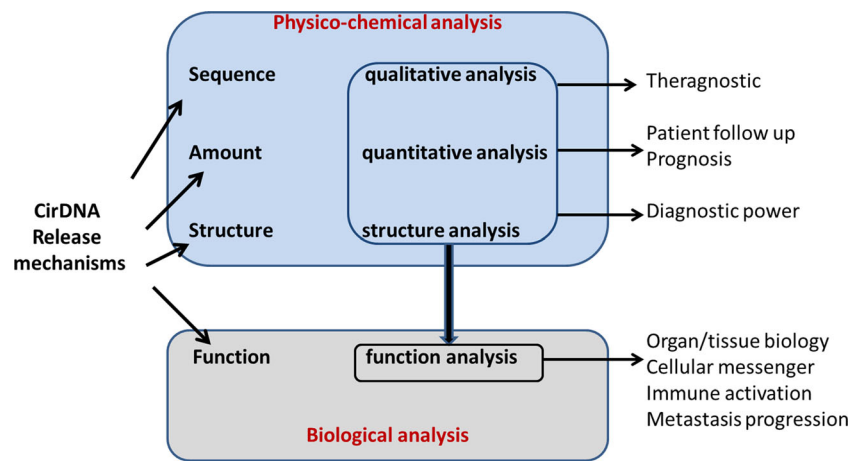 Physico-chemical analysis
Sequence
qualitative analysis
Theragnostic
Amount
quantitative analysis
Patient follow up
Prognosis
CirDNA
Release
mechanisms
Structure
structure analysis
Diagnostic power
Function
function analysis
Organ/tissue biology
Cellular messenger
Immune activation
Metastasis progression
Biological analysis